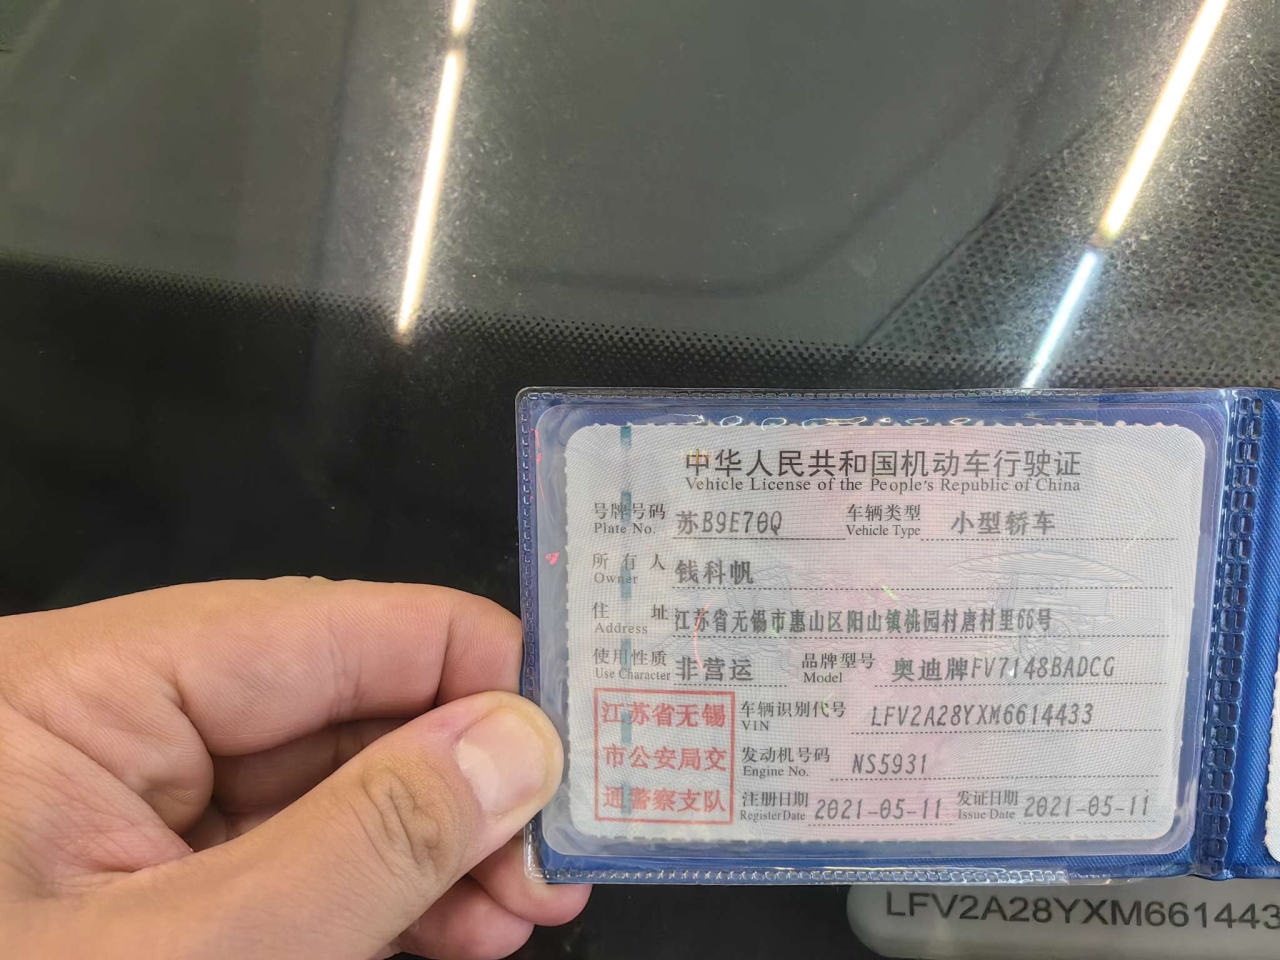 中华人民共和国机动车行驶证
Vehicle License of the People's Republic of China
号牌号码 苏B9E70Q 车辆类型 小型轿车
Plate No. Vehicle Type
所有人 钱科帆
Owner
住址 江苏省无锡市惠山区阳山镇桃园村唐村里66号
Address
使用性质 非营运 品牌型号 奥迪牌FV7148BADCG
Use Character Model
江苏省无锡
市公安局交
通警察支队
车辆识别代号 LFV2A28YXM6614433
VIN
发动机号码 NS5931
Engine No.
注册日期 2021-05-11 发证日期 2021-05-11
Register Date Issue Date
LFV2A28YXM661443